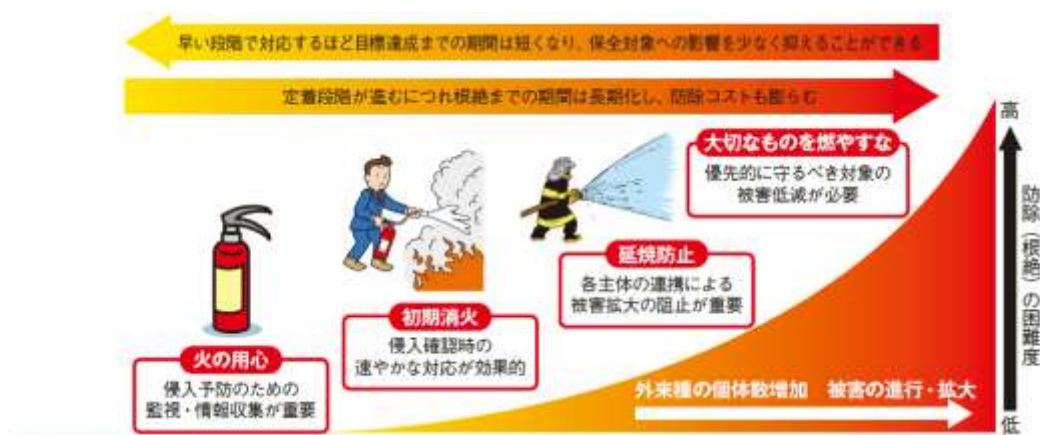 早い段階で対応するほど目標達成までの期間は短くなり、保全対象への影響を少なく抑えることができる
定着段階が進むにつれ根絶までの期間は長期化し、防除コストも膨らむ
大切なものを燃やすな
優先的に守るべき対象の
被害低減が必要
延焼防止
各主体の連携による
被害拡大の阻止が重要
初期消火
侵入確認時の
速やかな対応が効果的
火の用心
侵入予防のための
監視・情報収集が重要
外来種の個体数増加 被害の進行・拡大
高
防除（根絶）の困難度
低